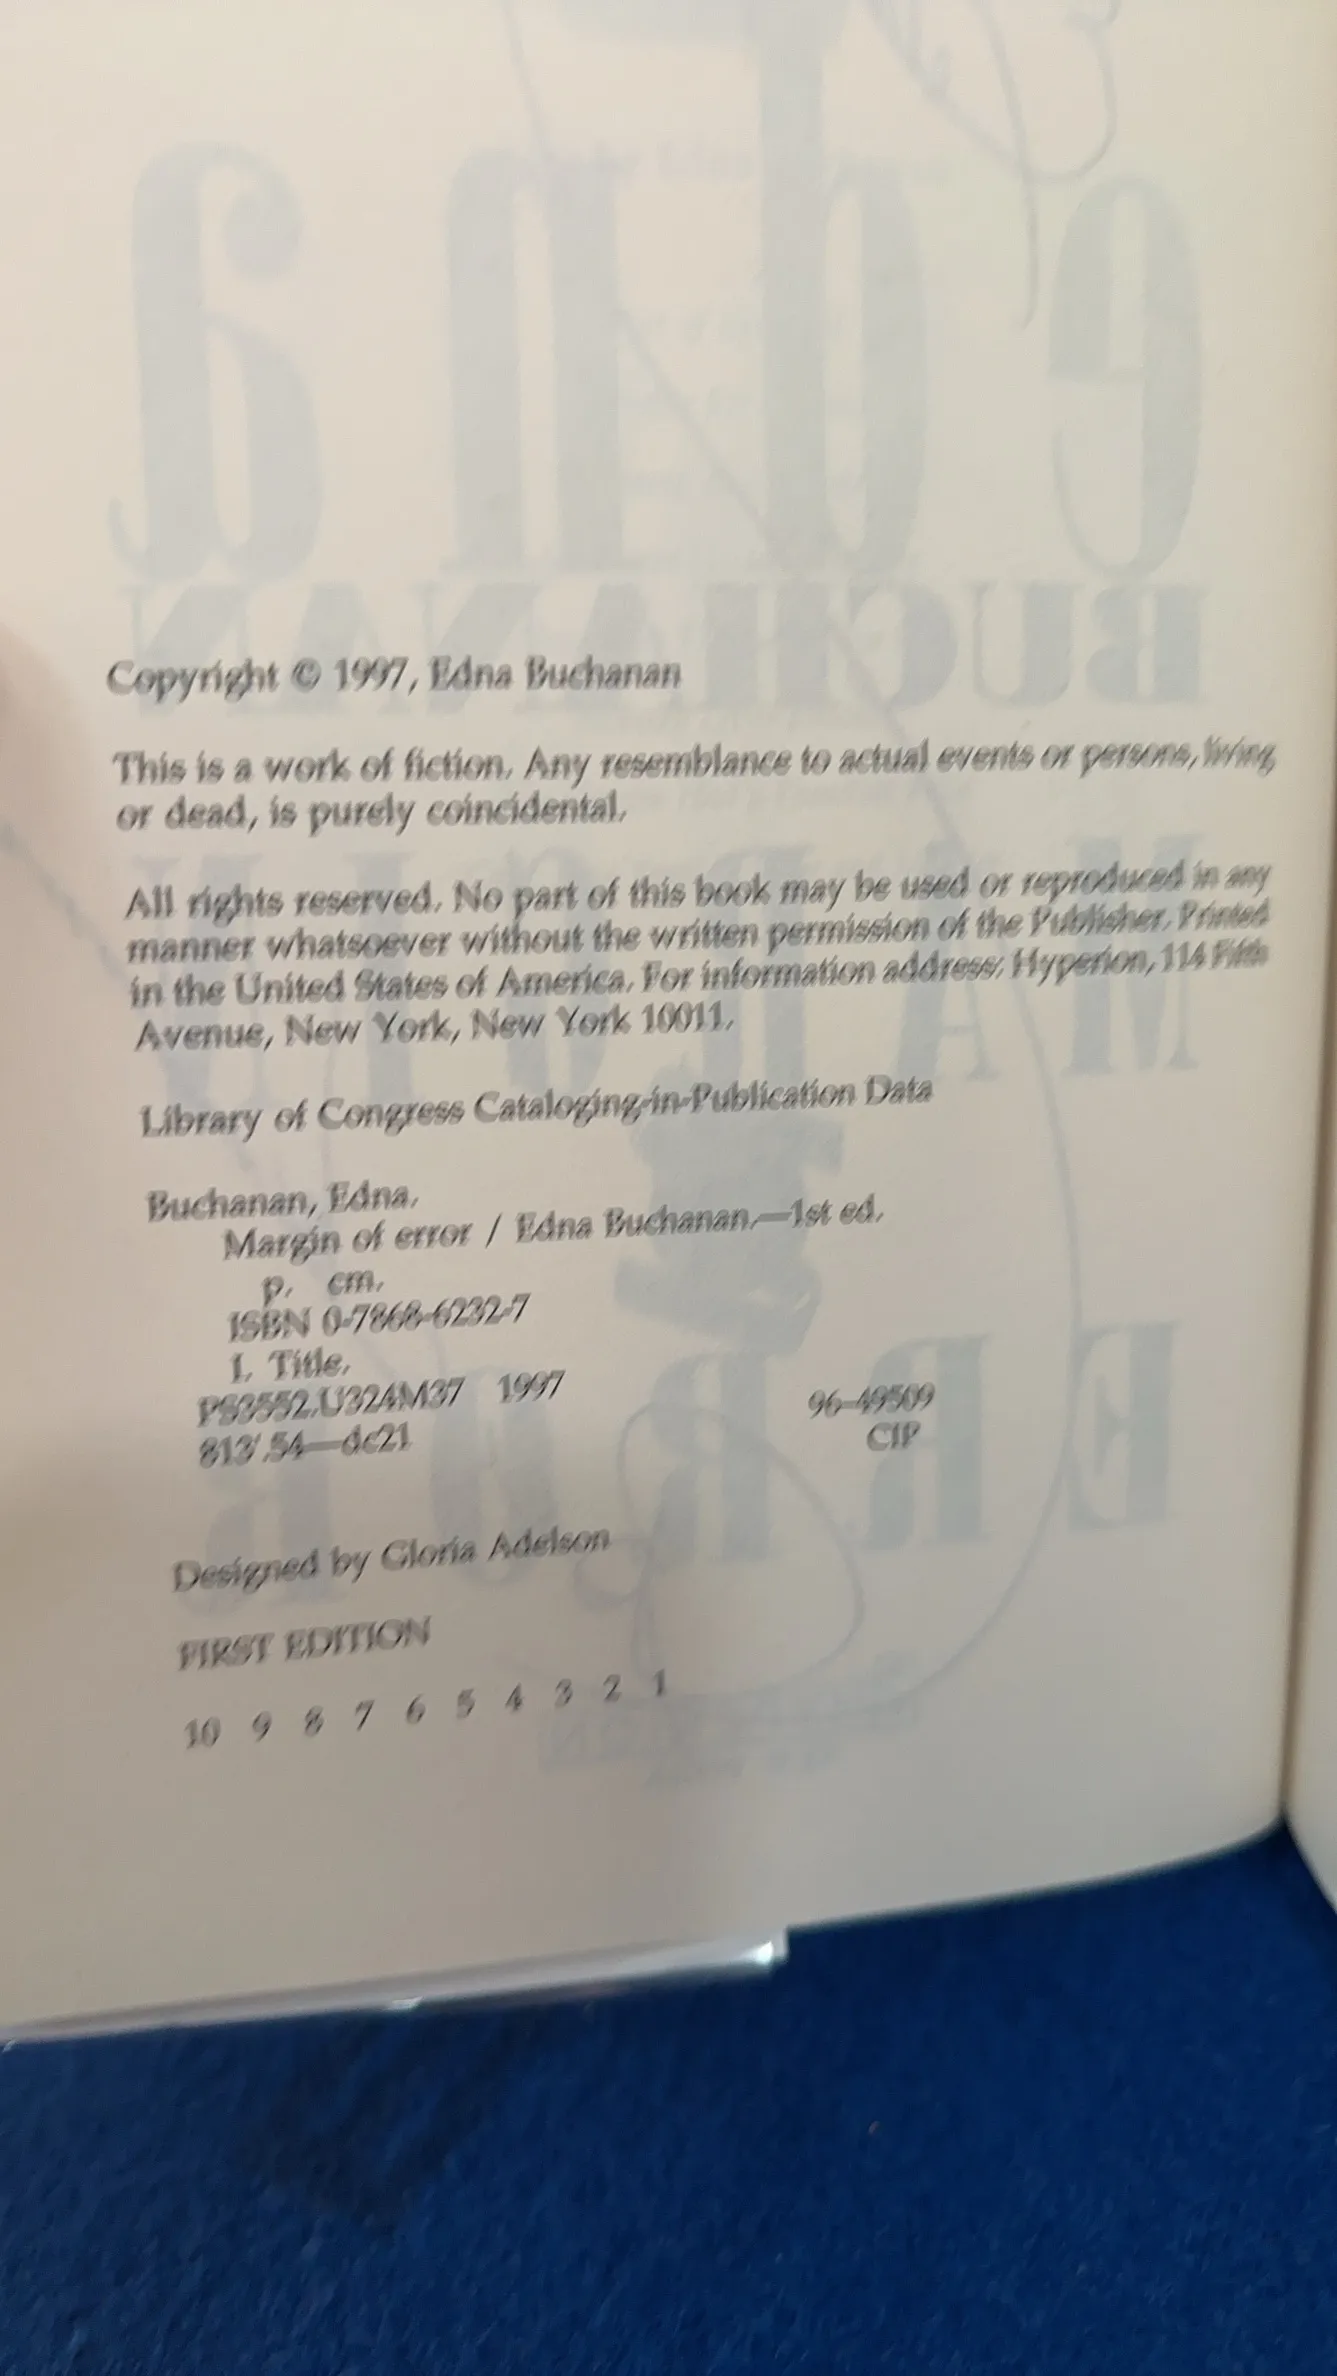 Copyright © 1997, Edna Buchanan
This is a work of fiction. Any resemblance to actual events or persons, living,
or dead, is purely coincidental.
All rights reserved. No part of this book may be used or reproduced in any
manner whatsoever without the written permission of the Publisher. Printed
in the United States of America. For information address: Hyperion, 114 Fifth
Avenue, New York, New York 10011.
Library of Congress Cataloging-in-Publication Data
Buchanan, Edna.
Margin of error / Edna Buchanan.—1st ed.
p. cm.
ISBN 0-7868-6232-7
I. Title.
PS3552.U324M37 1997 96-49509
813'.54—dc21 CIP
Designed by Gloria Adelson
FIRST EDITION
10 9 8 7 6 5 4 3 2 1